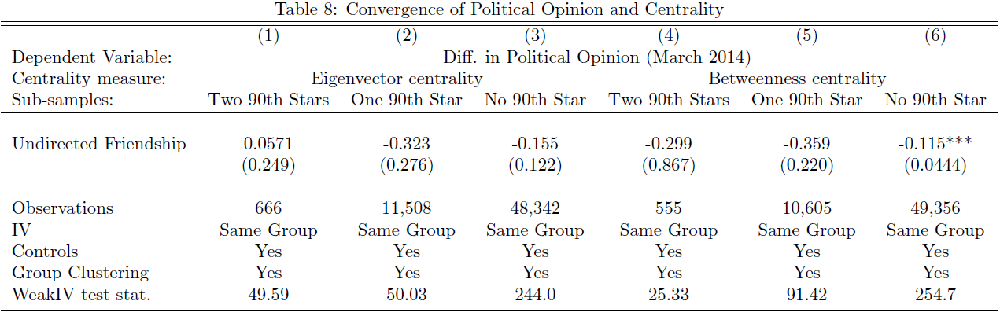 Table 8: Convergence of Political Opinion and Centrality
(1) (2) (3) (4) (5) (6)
Dependent Variable: Diff. in Political Opinion (March 2014)
Centrality measure: Eigenvector centrality Betweenness centrality
Sub-samples: Two 90th Stars One 90th Star No 90th Star Two 90th Stars One 90th Star No 90th Star
Undirected Friendship 0.0571 -0.323 -0.155 -0.299 -0.359 -0.115***
(0.249) (0.276) (0.122) (0.867) (0.220) (0.0444)
Observations 666 11,508 48,342 555 10,605 49,356
IV Same Group Same Group Same Group Same Group Same Group Same Group
Controls Yes Yes Yes Yes Yes Yes
Group Clustering Yes Yes Yes Yes Yes Yes
WeakIV test stat. 49.59 50.03 244.0 25.33 91.42 254.7